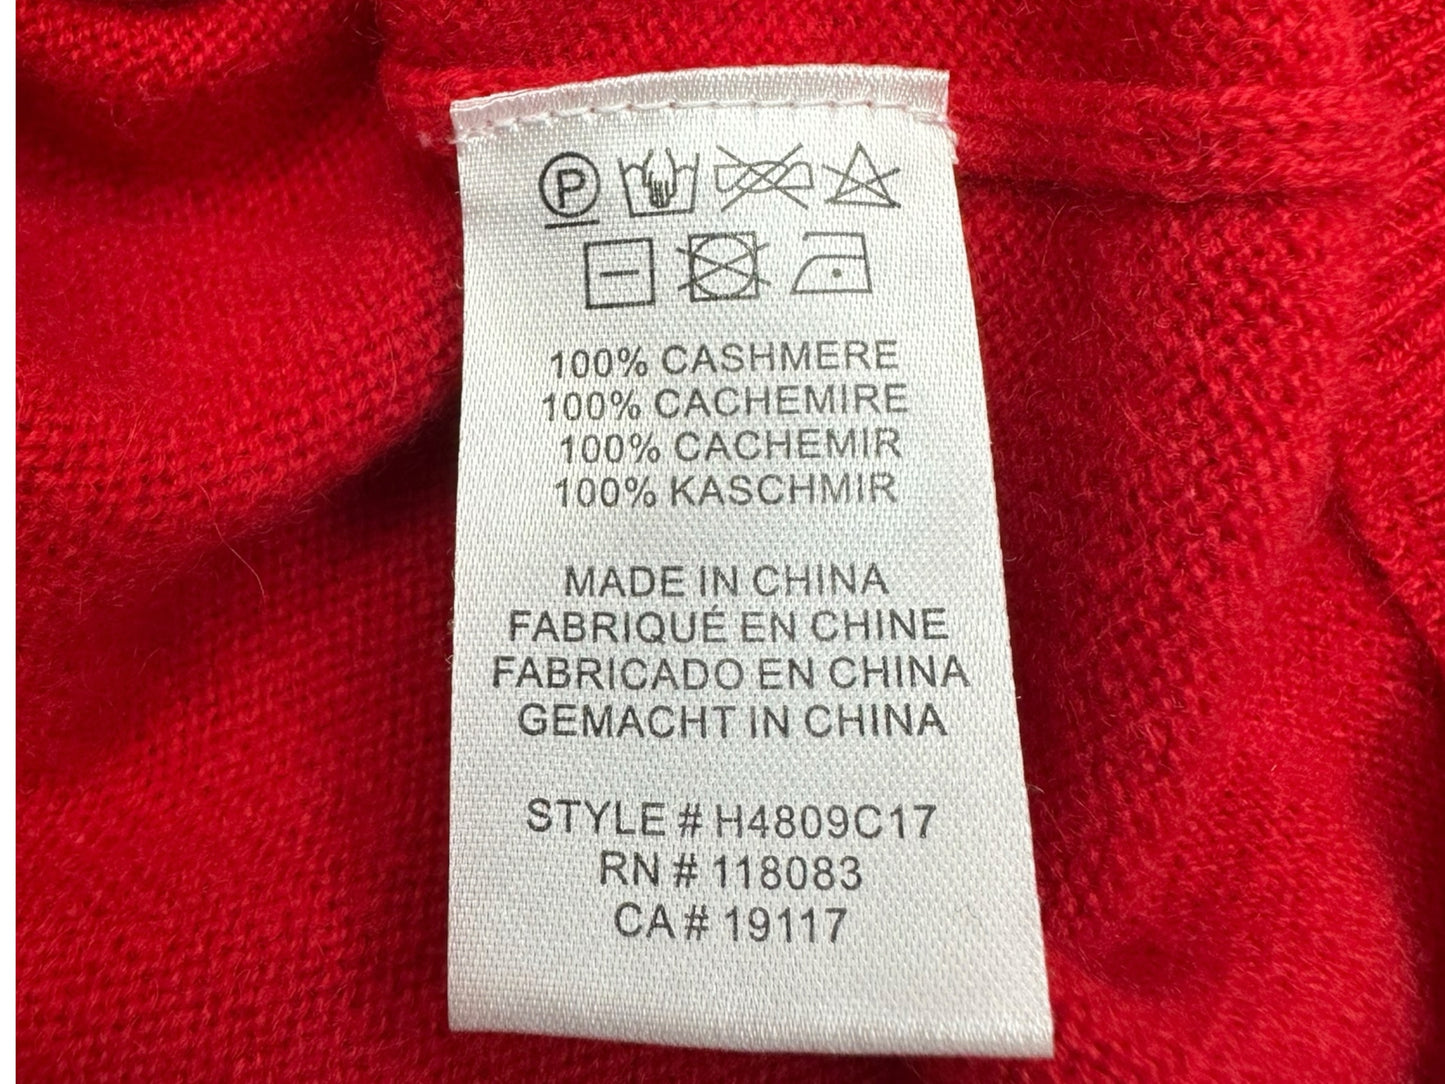 P
100% CASHMERE
100% CACHEMIRE
100% CACHEMIR
100% KASCHMIR
MADE IN CHINA
FABRIQUÉ EN CHINE
FABRICADO EN CHINA
GEMACHT IN CHINA
STYLE # H4809C17
RN # 118083
CA # 19117